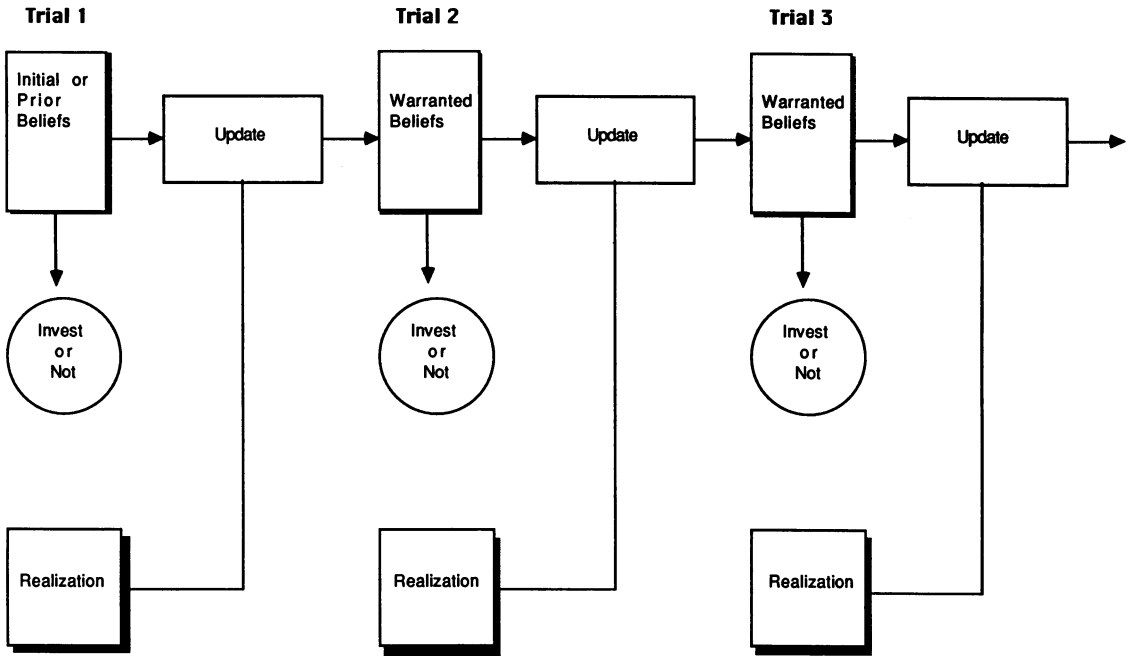 Trial 1
Trial 2
Trial 3
Initial or
Prior
Beliefs
Update
Warranted
Beliefs
Update
Warranted
Beliefs
Update
Invest
or
Not
Invest
or
Not
Invest
or
Not
Realization
Realization
Realization